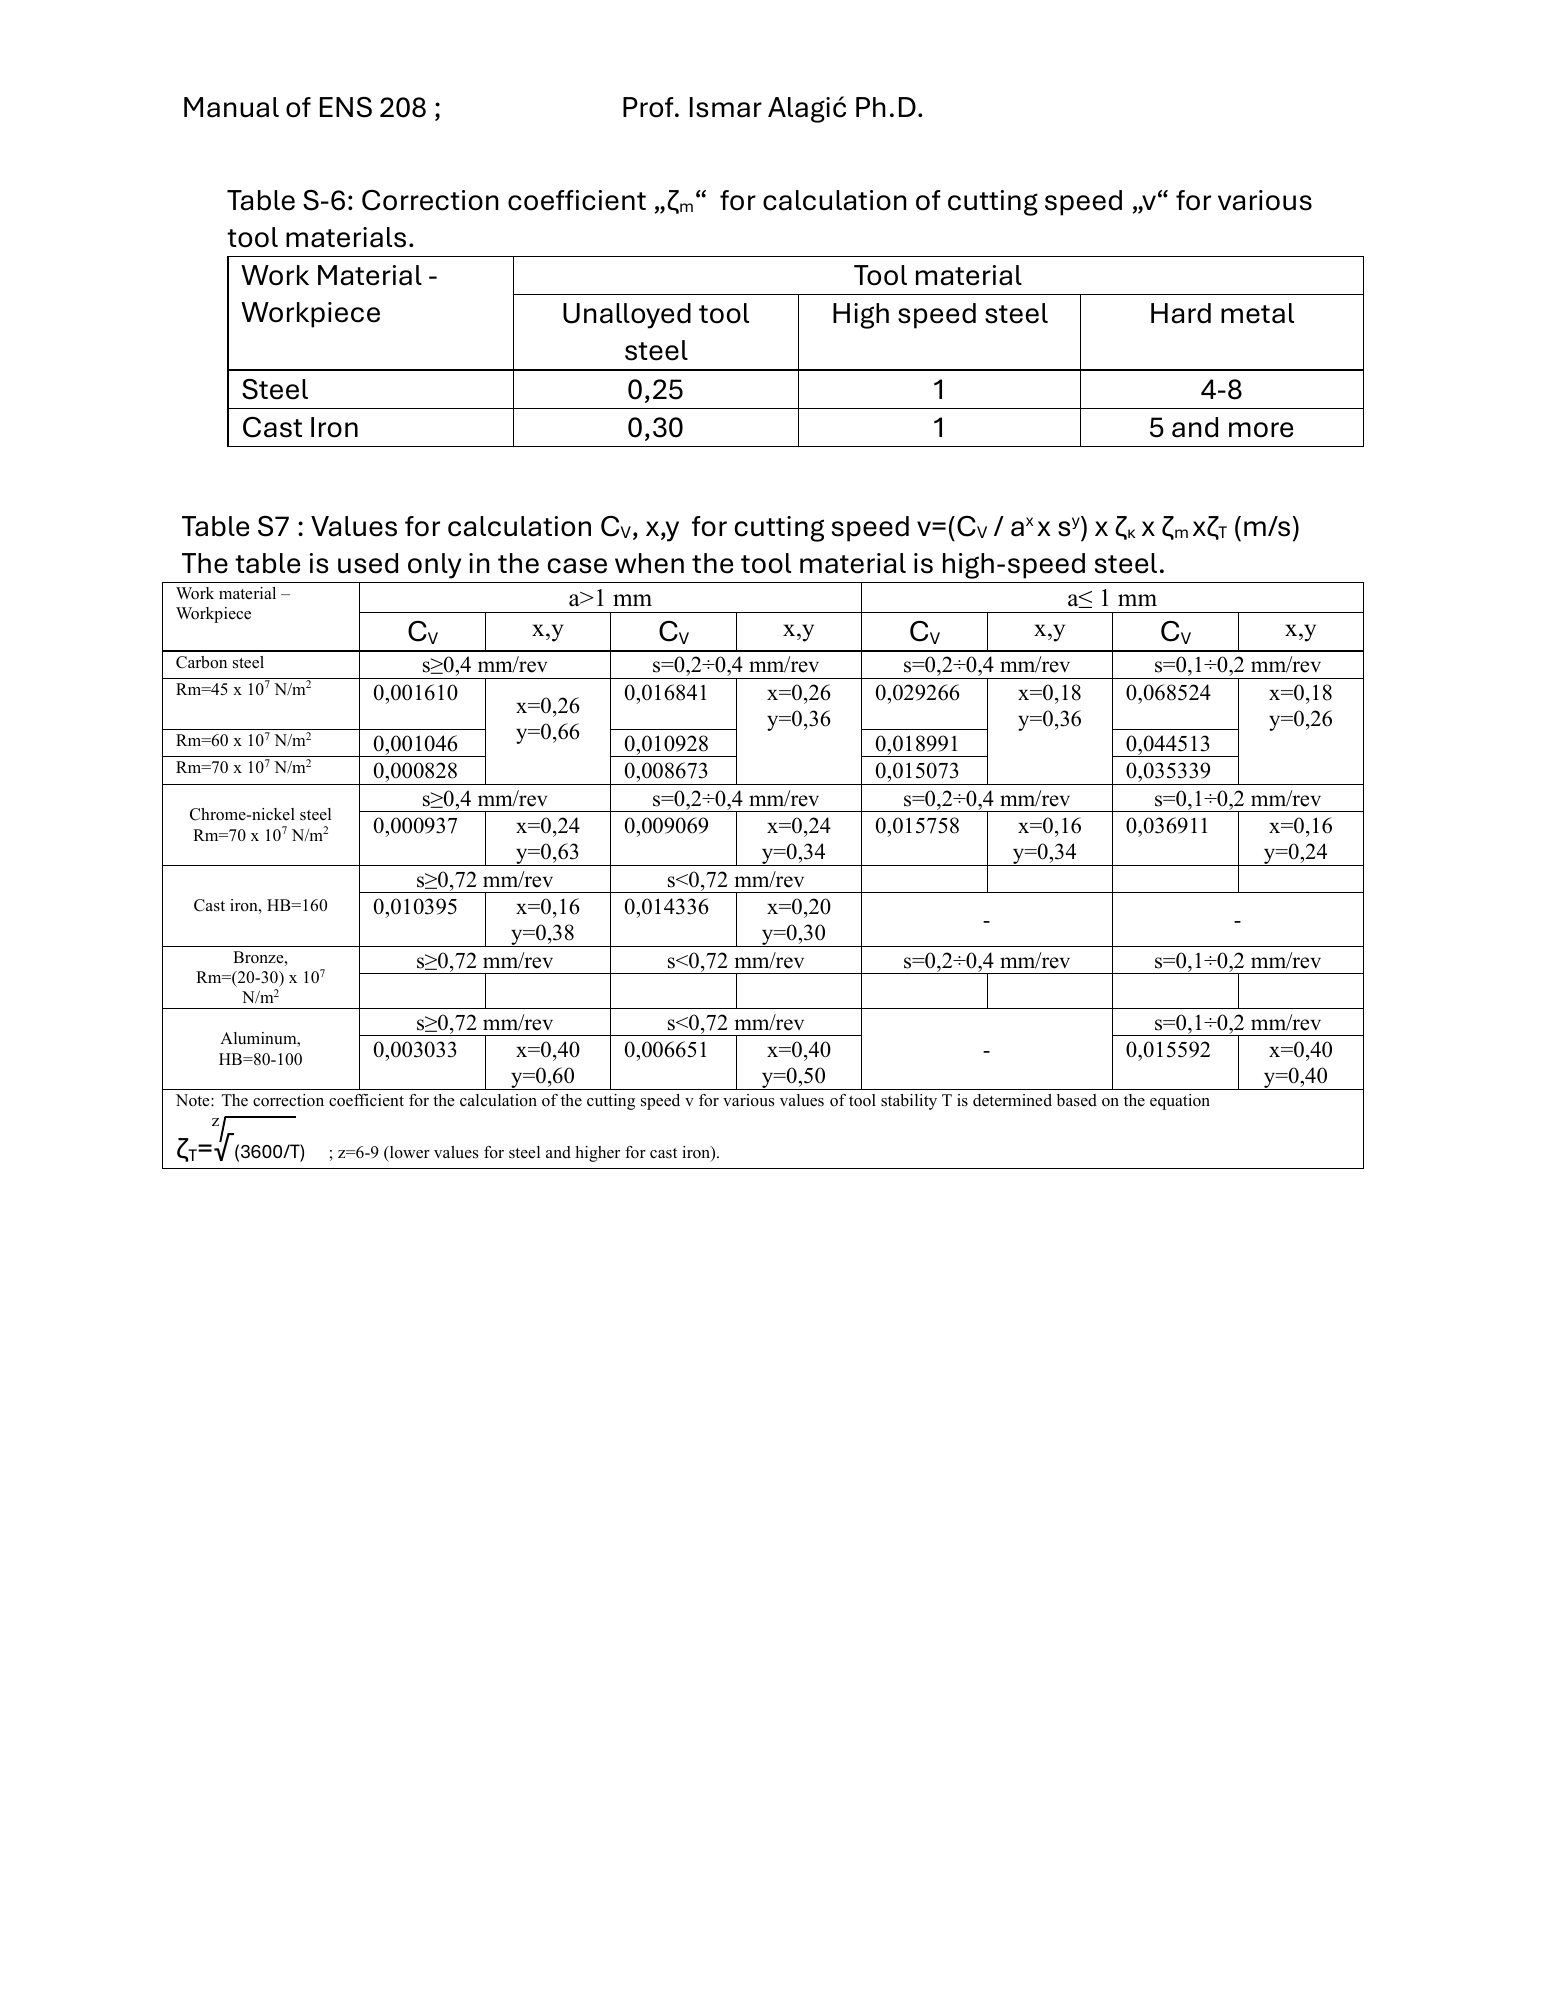 Manual of ENS 208 ; Prof. Ismar Alagić Ph.D.
Table S-6: Correction coefficient „ζm“ for calculation of cutting speed „v“ for various
tool materials.
Work Material - Tool material
Workpiece Unalloyed tool High speed steel Hard metal
steel
Steel 0,25 1 4-8
Cast Iron 0,30 1 5 and more
Table S7 : Values for calculation CV, x,y for cutting speed v=(CV / aˣ x sʸ) x ζκ x ζm xζT (m/s)
The table is used only in the case when the tool material is high-speed steel.
Work material – a>1 mm a≤ 1 mm
Workpiece
CV x,y CV x,y CV x,y CV x,y
Carbon steel s≥0,4 mm/rev s=0,2÷0,4 mm/rev s=0,2÷0,4 mm/rev s=0,1÷0,2 mm/rev
Rm=45 x 10⁷ N/m² 0,001610 x=0,26 0,016841 x=0,26 0,029266 x=0,18 0,068524 x=0,18
y=0,66 y=0,36 y=0,36 y=0,26
Rm=60 x 10⁷ N/m² 0,001046 0,010928 0,018991 0,044513
Rm=70 x 10⁷ N/m² 0,000828 0,008673 0,015073 0,035339
s≥0,4 mm/rev s=0,2÷0,4 mm/rev s=0,2÷0,4 mm/rev s=0,1÷0,2 mm/rev
Chrome-nickel steel
Rm=70 x 10⁷ N/m² 0,000937 x=0,24 0,009069 x=0,24 0,015758 x=0,16 0,036911 x=0,16
y=0,63 y=0,34 y=0,34 y=0,24
s≥0,72 mm/rev s<0,72 mm/rev
Cast iron, HB=160 0,010395 x=0,16 0,014336 x=0,20 - -
y=0,38 y=0,30
Bronze, s≥0,72 mm/rev s<0,72 mm/rev s=0,2÷0,4 mm/rev s=0,1÷0,2 mm/rev
Rm=(20-30) x 10⁷
N/m²
s≥0,72 mm/rev s<0,72 mm/rev s=0,1÷0,2 mm/rev
Aluminum,
HB=80-100 0,003033 x=0,40 0,006651 x=0,40 - 0,015592 x=0,40
y=0,60 y=0,50 y=0,40
Note: The correction coefficient for the calculation of the cutting speed v for various values of tool stability T is determined based on the equation
ζT=ᶻ√(3600/T) ; z=6-9 (lower values for steel and higher for cast iron).